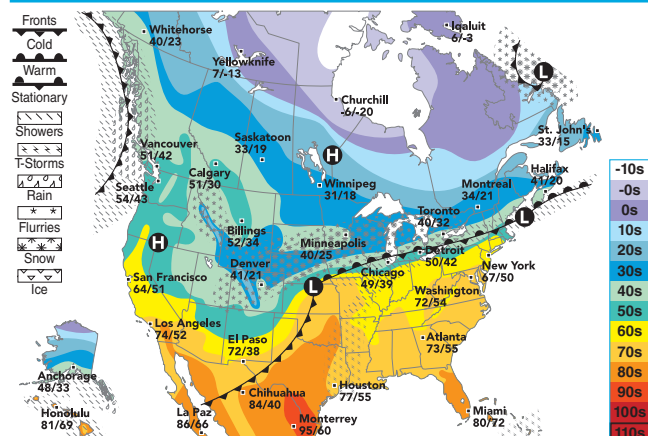 Fronts
Cold
Warm
Stationary
Showers
T-Storms
Rain
Flurries
Snow
Ice
Whitehorse
40/23
Yellowknife
7/-13
Iqaluit
6/-3
Churchill
-6/-20
L
St. John's
33/15
Vancouver
51/42
Saskatoon
33/19
H
Calgary
51/30
Winnipeg
31/18
Montreal
34/21
Halifax
41/20
Seattle
54/43
Billings
52/34
Minneapolis
40/25
Toronto
40/32
L
H
Denver
41/21
Detroit
50/42
San Francisco
64/51
L
Chicago
49/39
New York
67/50
Washington
72/54
Los Angeles
74/52
El Paso
72/38
Atlanta
73/55
Anchorage
48/33
Houston
77/55
Chihuahua
84/40
Honolulu
81/69
La Paz
86/66
Monterrey
95/60
Miami
80/72
-10s
-0s
0s
10s
20s
30s
40s
50s
60s
70s
80s
90s
100s
110s